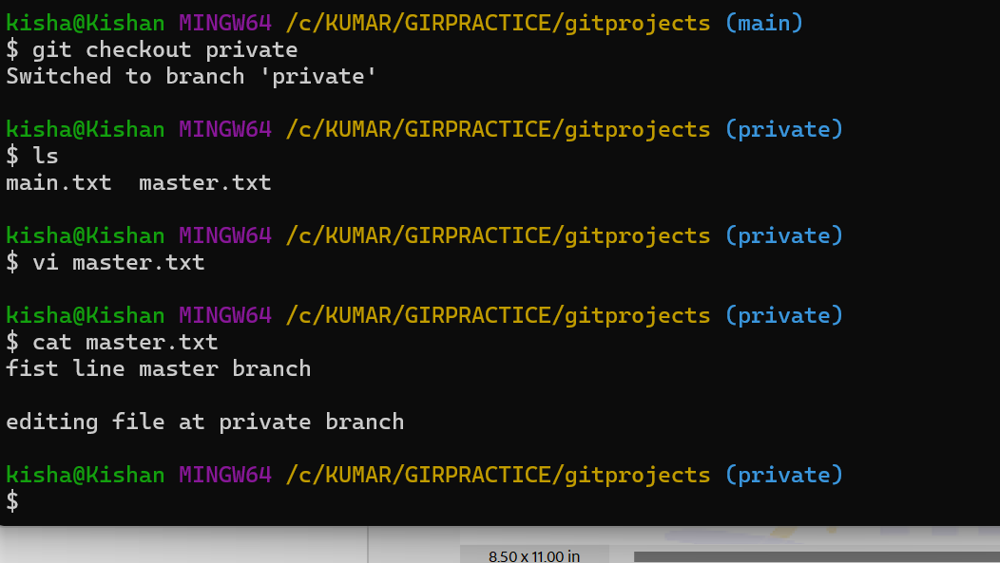 kisha@Kishan MINGW64 /c/KUMAR/GIRPRACTICE/gitprojects (main)
$ git checkout private
Switched to branch 'private'
kisha@Kishan MINGW64 /c/KUMAR/GIRPRACTICE/gitprojects (private)
$ ls
main.txt  master.txt
kisha@Kishan MINGW64 /c/KUMAR/GIRPRACTICE/gitprojects (private)
$ vi master.txt
kisha@Kishan MINGW64 /c/KUMAR/GIRPRACTICE/gitprojects (private)
$ cat master.txt
fist line master branch
editing file at private branch
kisha@Kishan MINGW64 /c/KUMAR/GIRPRACTICE/gitprojects (private)
$
8.50 x 11.00 in